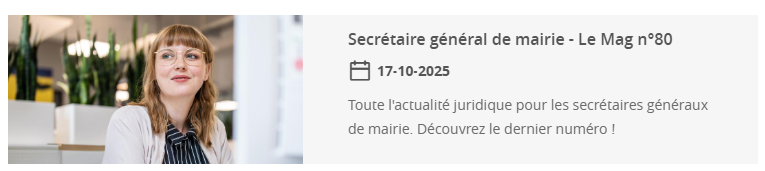 Secrétaire général de mairie - Le Mag n°80
17-10-2025
Toute l'actualité juridique pour les secrétaires généraux
de mairie. Découvrez le dernier numéro !